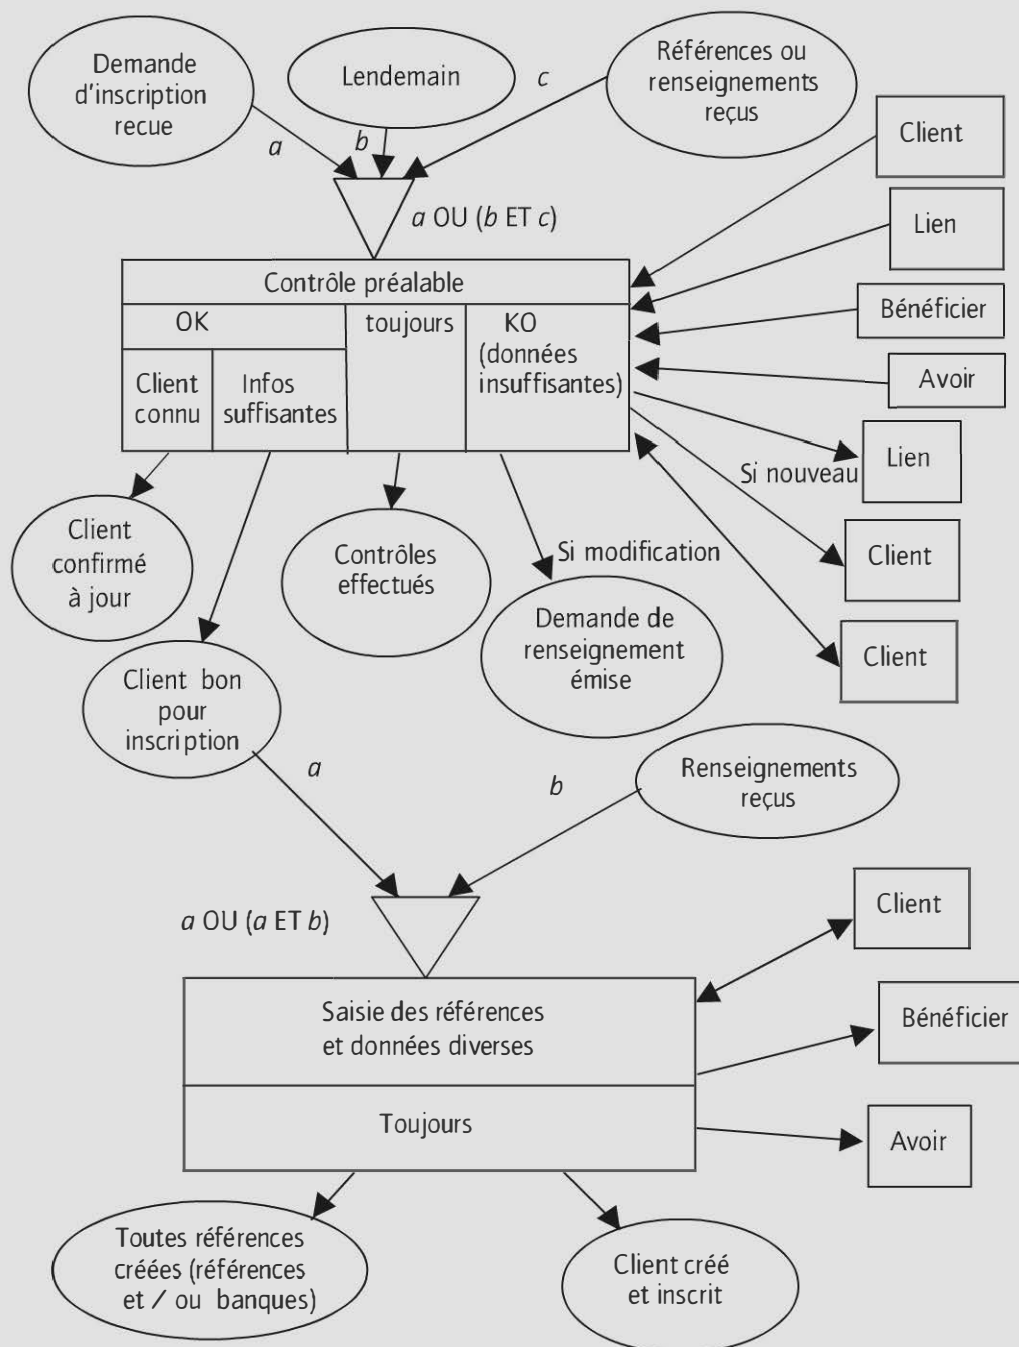 Demande
d'inscription
recue
Lendemain
Références ou
renseignements
reçus
a
b
c
a OU (b ET c)
Client
Lien
Bénéficier
Avoir
Lien
Si nouveau
Client
Client
Contrôle préalable
OK
toujours
KO
(données
insuffisantes)
Client
connu
Infos
suffisantes
Client
confirmé
à jour
Contrôles
effectués
Si modification
Demande de
renseignement
émise
Client bon
pour
inscription
a
b
Renseignements
reçus
a OU (a ET b)
Client
Saisie des références
et données diverses
Bénéficier
Toujours
Avoir
Toutes références
créées (références
et / ou banques)
Client créé
et inscrit